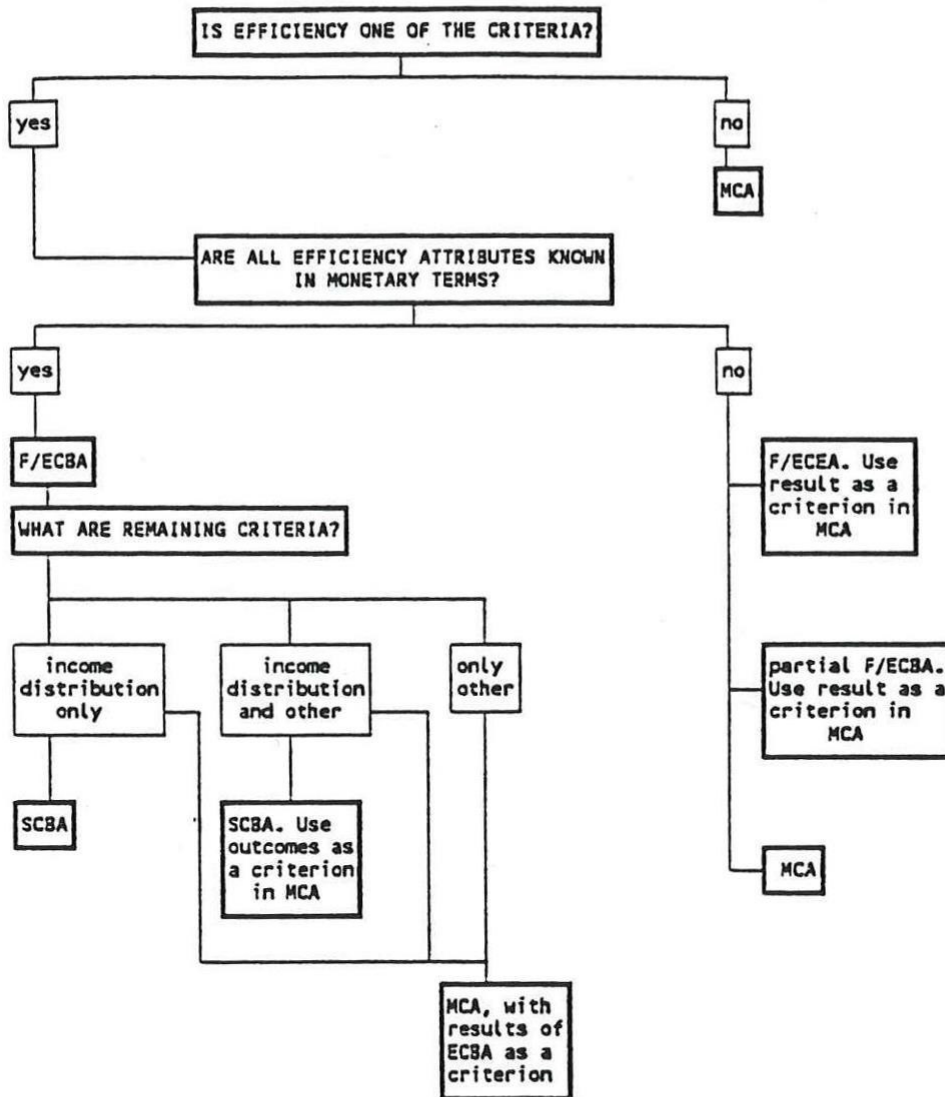 IS EFFICIENCY ONE OF THE CRITERIA?
yes
no
MCA
ARE ALL EFFICIENCY ATTRIBUTES KNOWN
IN MONETARY TERMS?
yes
no
F/ECBA
F/ECEA. Use
result as a
criterion in
MCA
WHAT ARE REMAINING CRITERIA?
income
distribution
only
income
distribution
and other
only
other
partial F/ECBA.
Use result as a
criterion in
MCA
SCBA
SCBA. Use
outcomes as
a criterion
in MCA
MCA
MCA, with
results of
ECBA as a
criterion